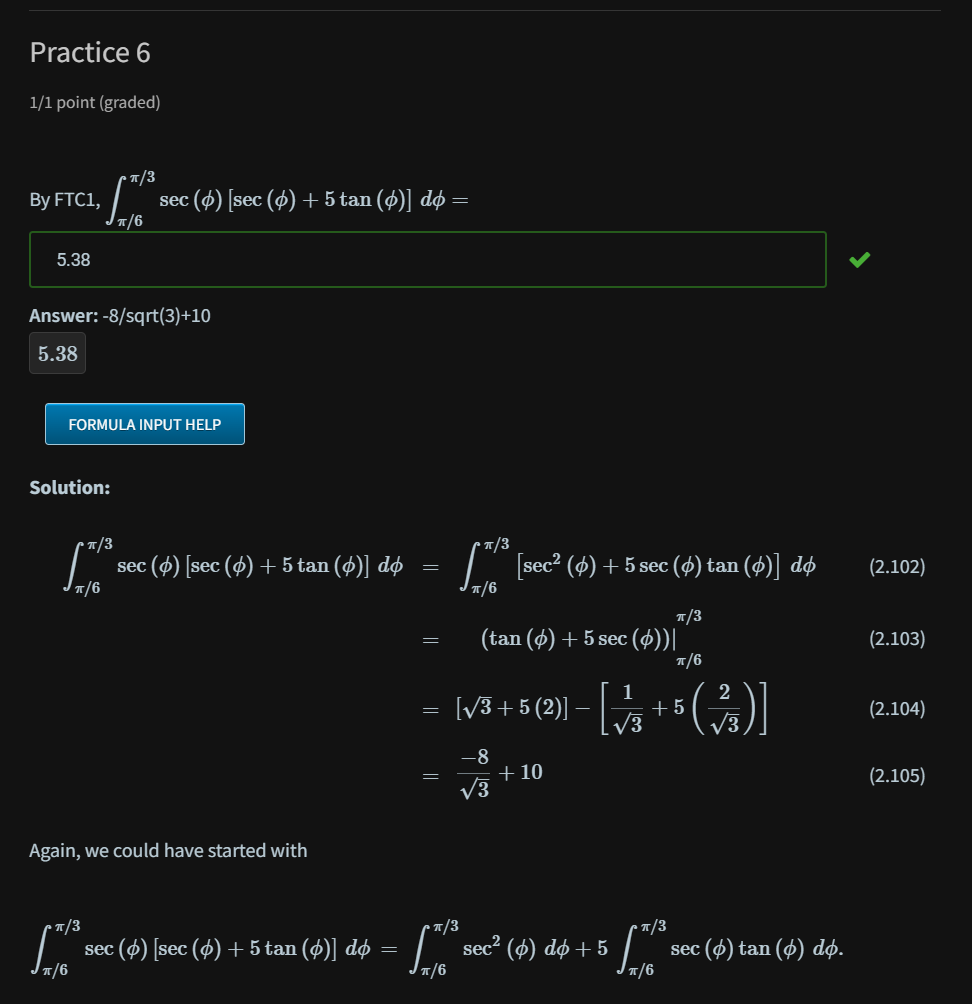 Practice 6
1/1 point (graded)
By FTC1, ∫_{π/6}^{π/3} sec (ϕ) [sec (ϕ) + 5 tan (ϕ)] dϕ =
5.38
Answer: -8/sqrt(3)+10
5.38
FORMULA INPUT HELP
Solution:
∫_{π/6}^{π/3} sec (ϕ) [sec (ϕ) + 5 tan (ϕ)] dϕ = ∫_{π/6}^{π/3} [sec² (ϕ) + 5 sec (ϕ) tan (ϕ)] dϕ (2.102)
= (tan (ϕ) + 5 sec (ϕ))|_{π/6}^{π/3} (2.103)
= [√3 + 5 (2)] − [1/√3 + 5 (2/√3)] (2.104)
= −8/√3 + 10 (2.105)
Again, we could have started with
∫_{π/6}^{π/3} sec (ϕ) [sec (ϕ) + 5 tan (ϕ)] dϕ = ∫_{π/6}^{π/3} sec² (ϕ) dϕ + 5 ∫_{π/6}^{π/3} sec (ϕ) tan (ϕ) dϕ.